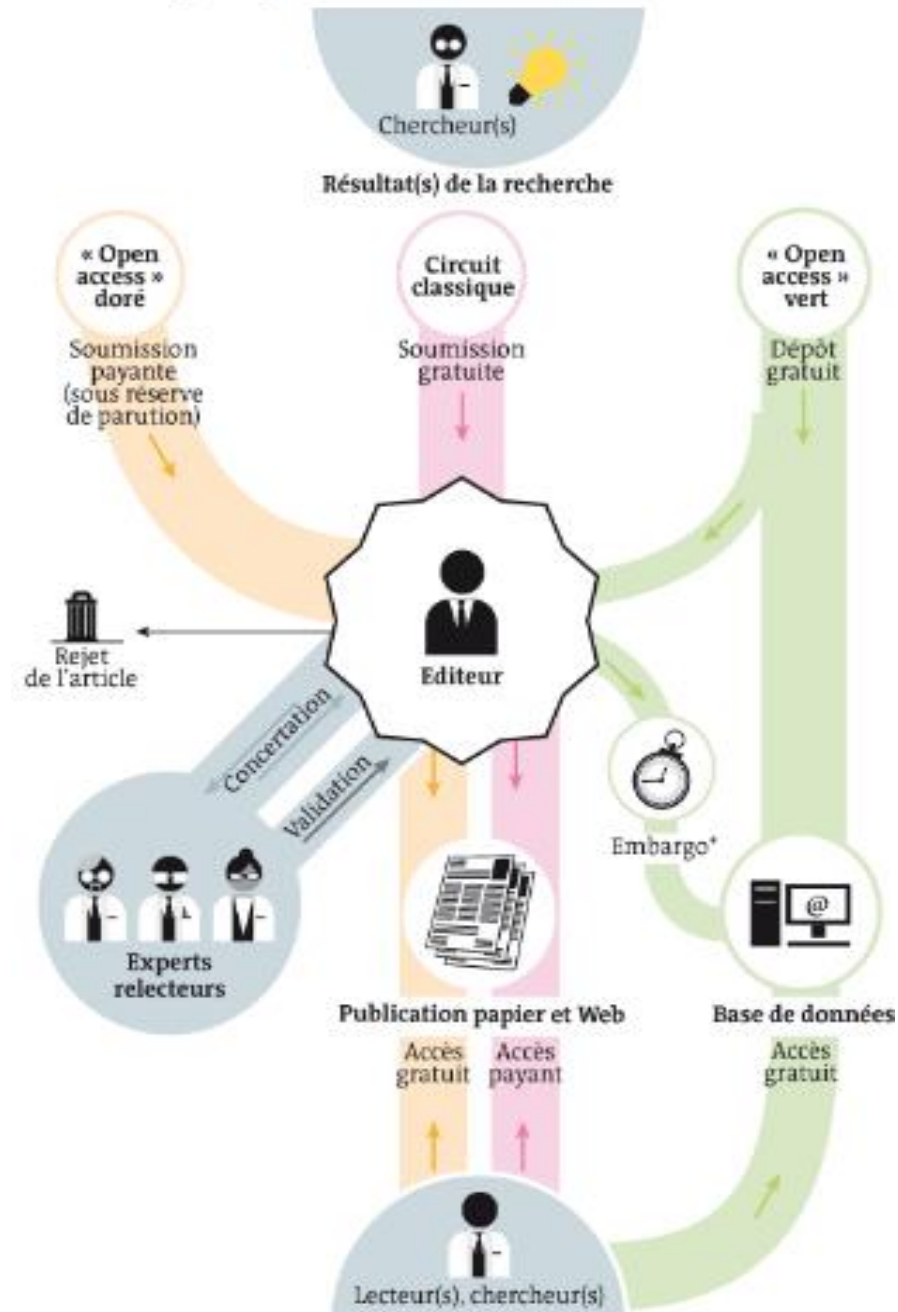 Chercheur(s)
Résultat(s) de la recherche
« Open
access »
doré
Circuit
classique
« Open
access »
vert
Soumission
payante
(sous réserve
de parution)
Soumission
gratuite
Dépôt
gratuit
Editeur
Rejet
de l'article
Concertation
Validation
Embargo*
@
Experts
relecteurs
Publication papier et Web
Base de données
Accès
gratuit
Accès
payant
Accès
gratuit
Lecteur(s), chercheur(s)